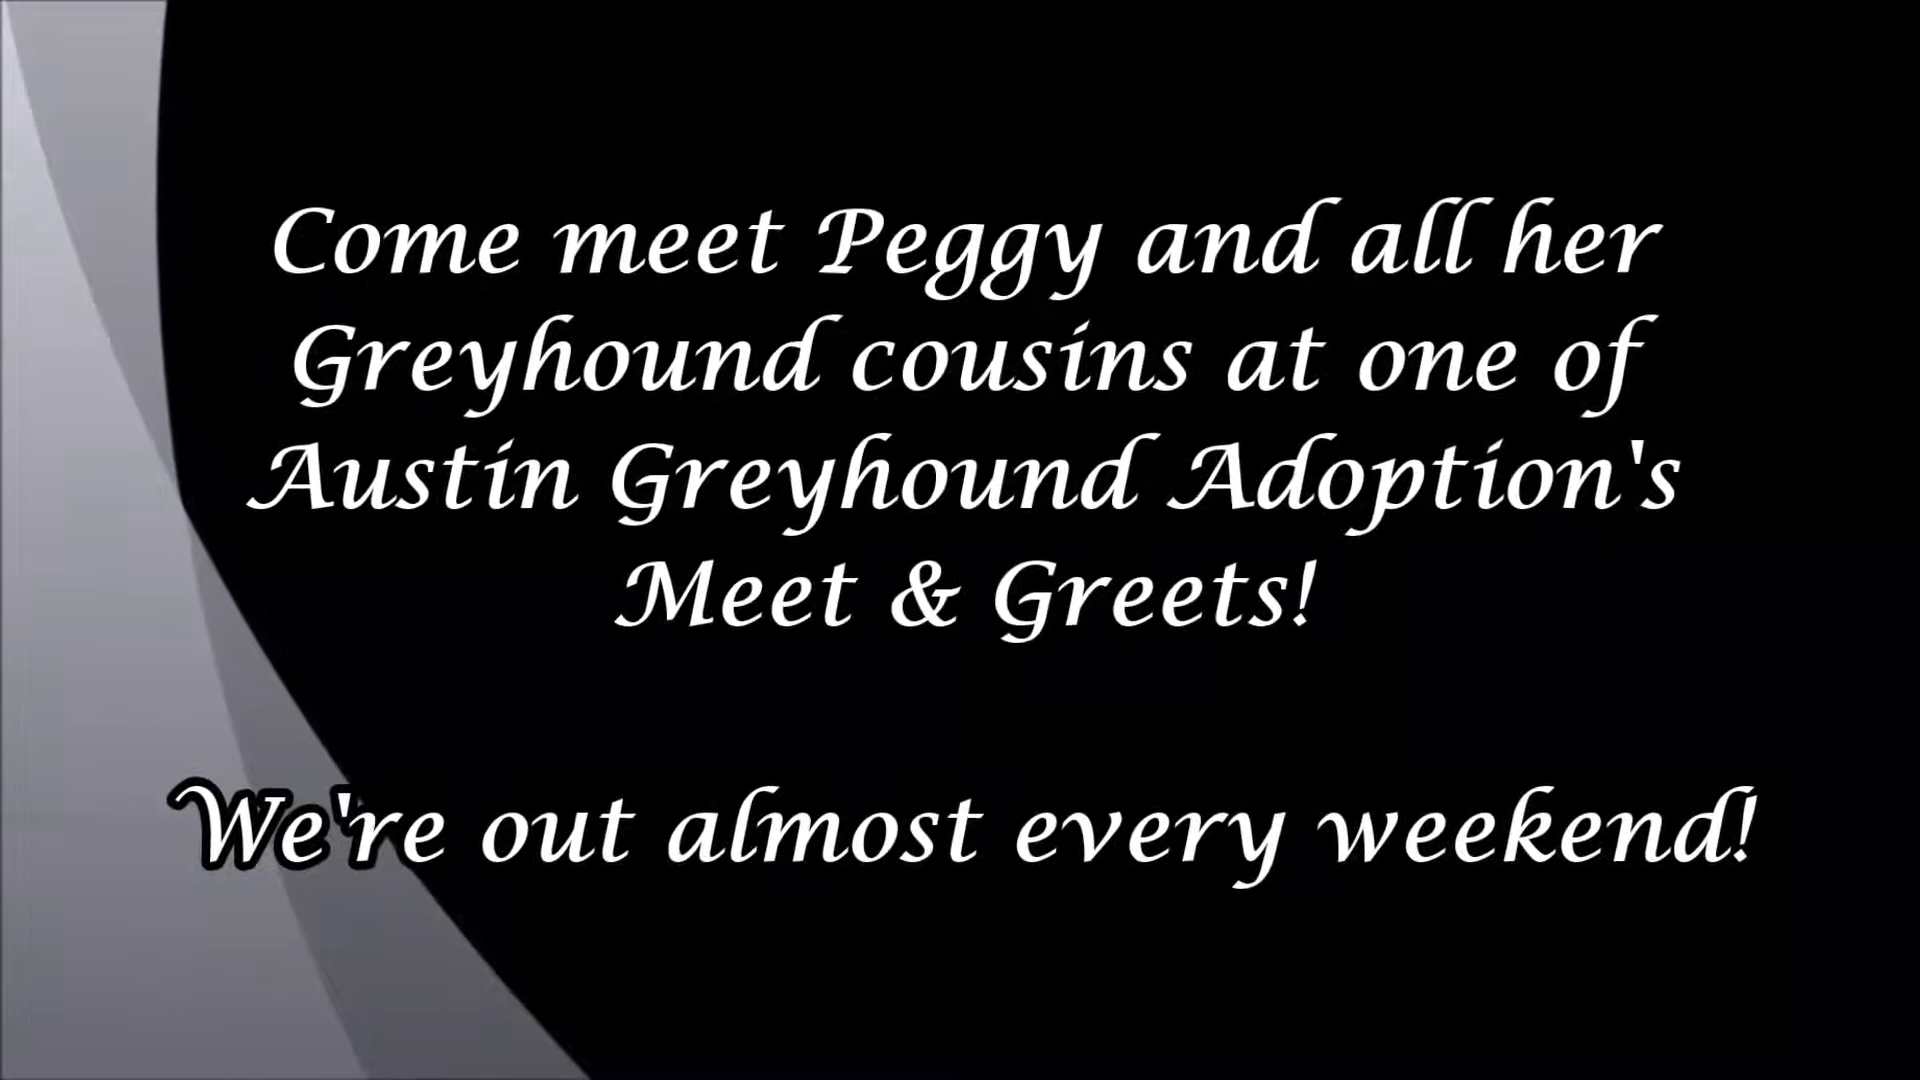 Come meet Peggy and all her
Greyhound cousins at one of
Austin Greyhound Adoption's
Meet & Greets!
We're out almost every weekend!